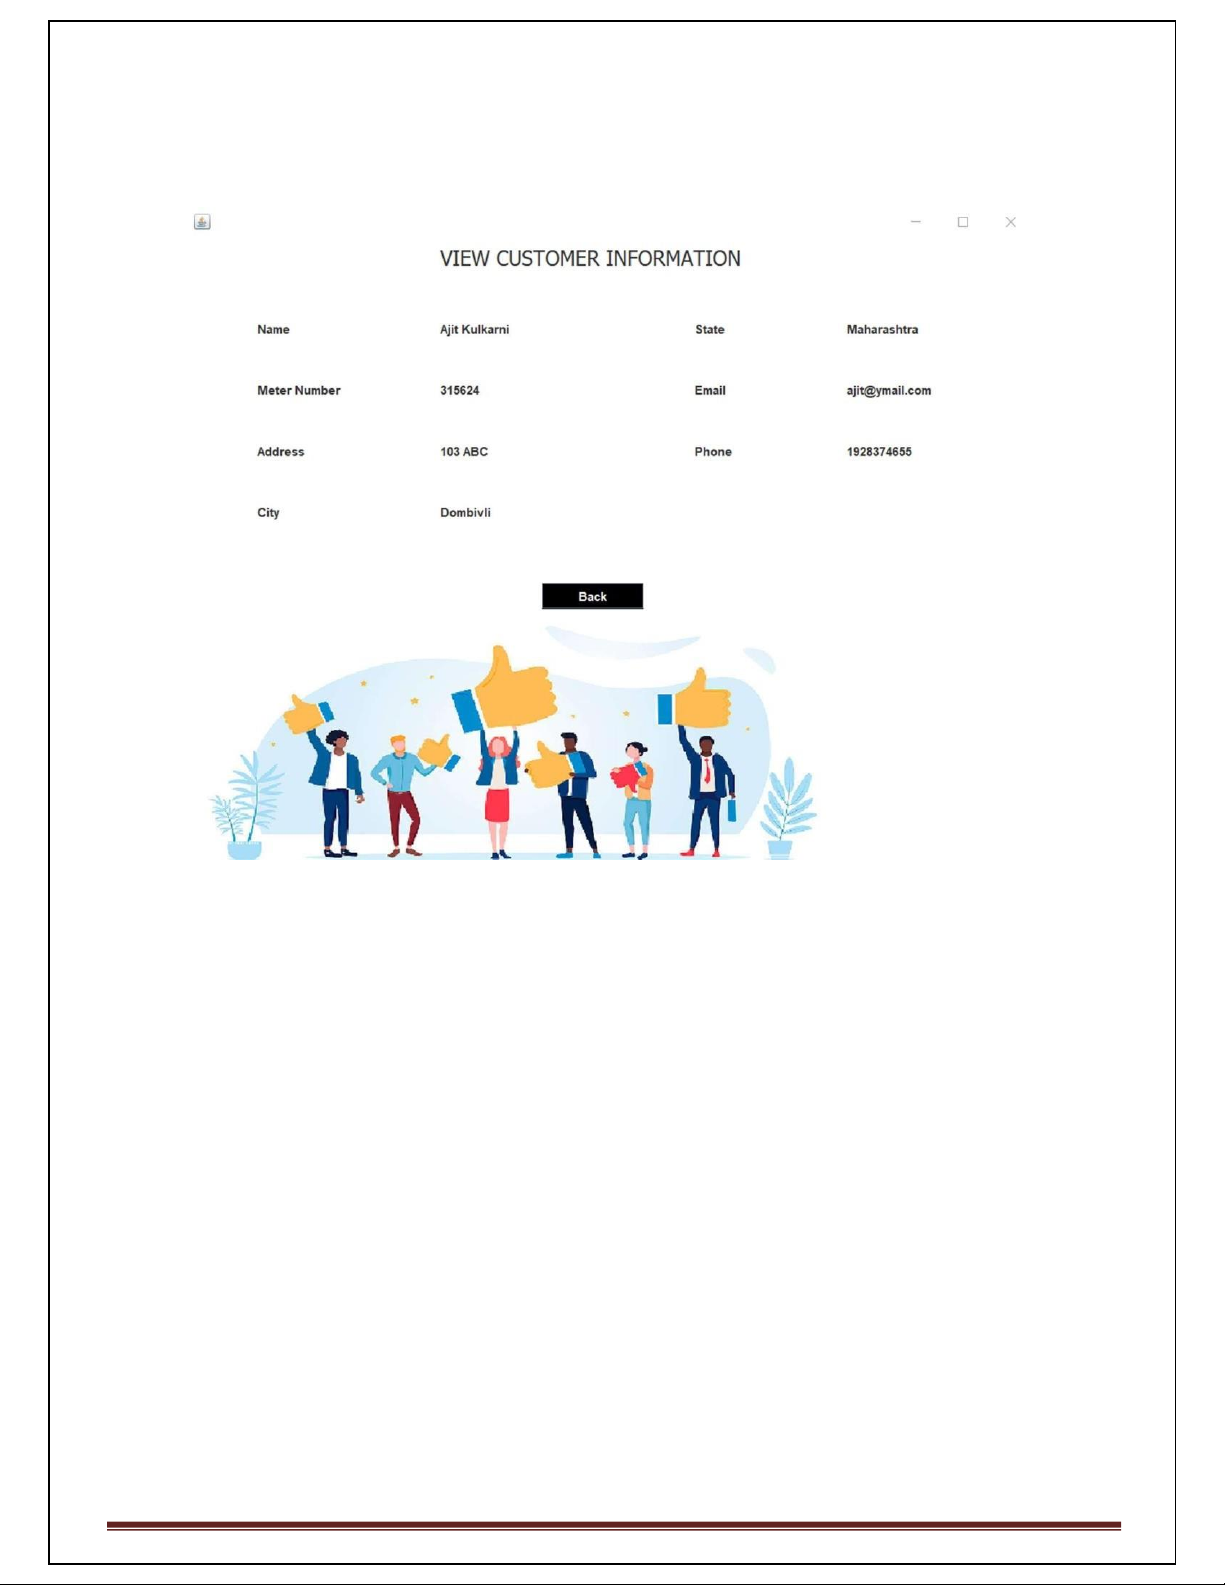 VIEW CUSTOMER INFORMATION
Name Ajit Kulkarni State Maharashtra
Meter Number 315624 Email ajit@ymail.com
Address 103 ABC Phone 1928374655
City Dombivli
Back